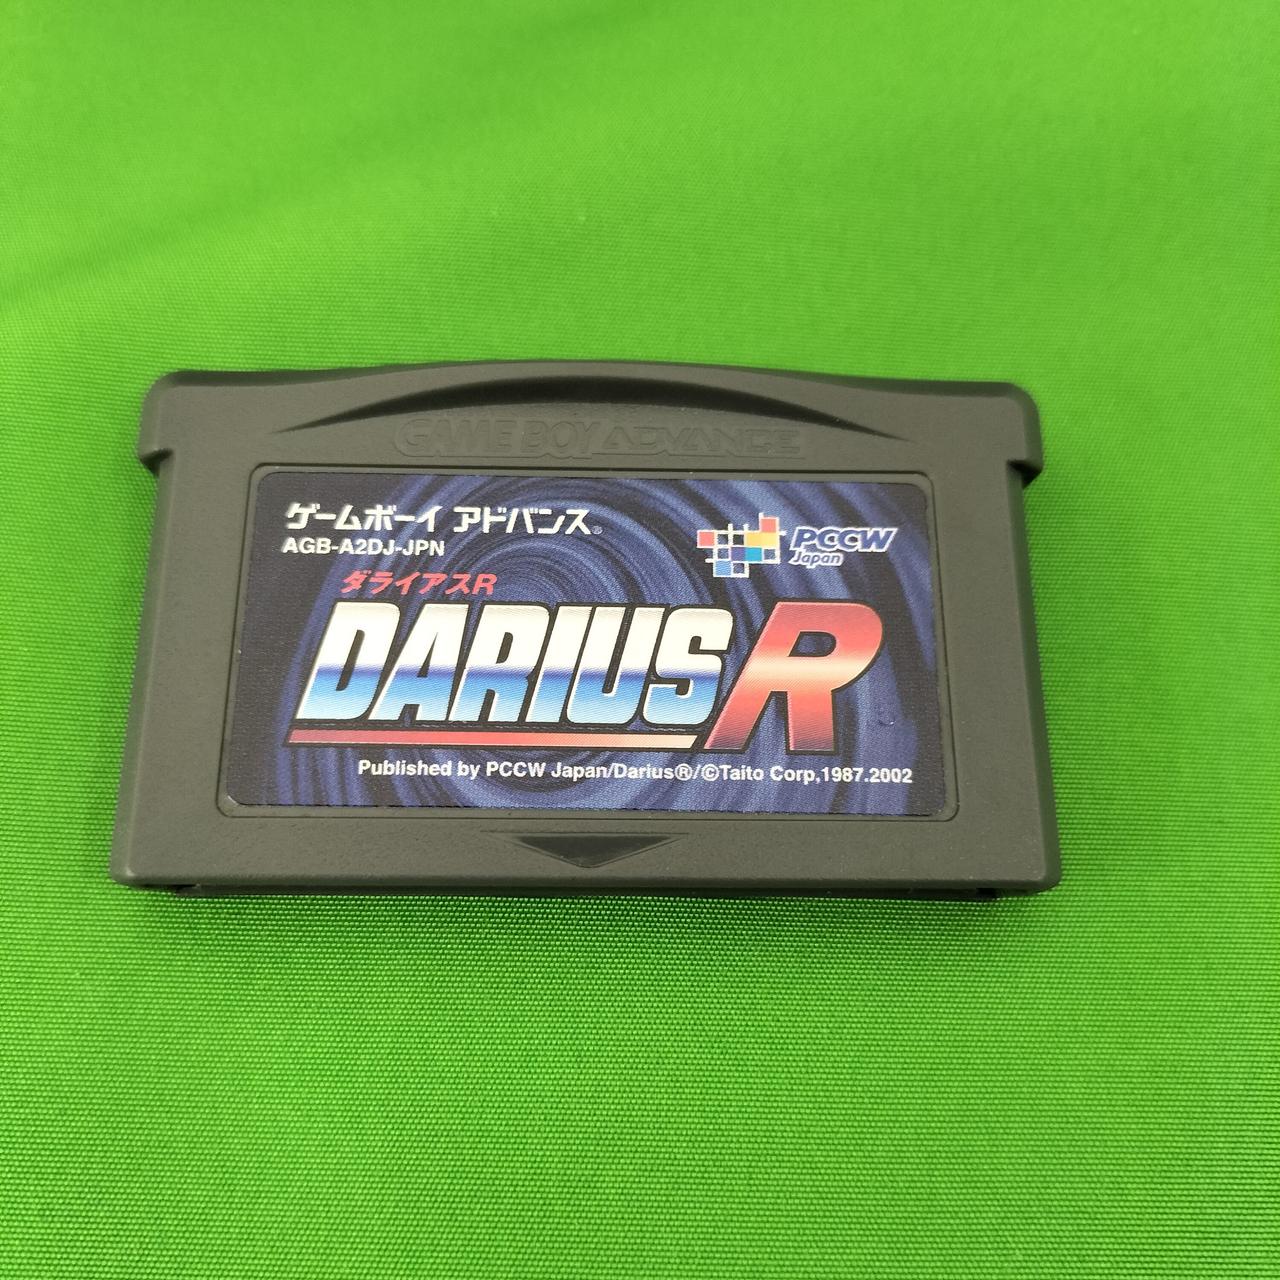 GAME BOY ADVANCE
ゲームボーイ アドバンス®
AGB-A2DJ-JPN
PCCW
Japan
ダライアスR
DARIUS R
Published by PCCW Japan/Darius®/©Taito Corp,1987.2002